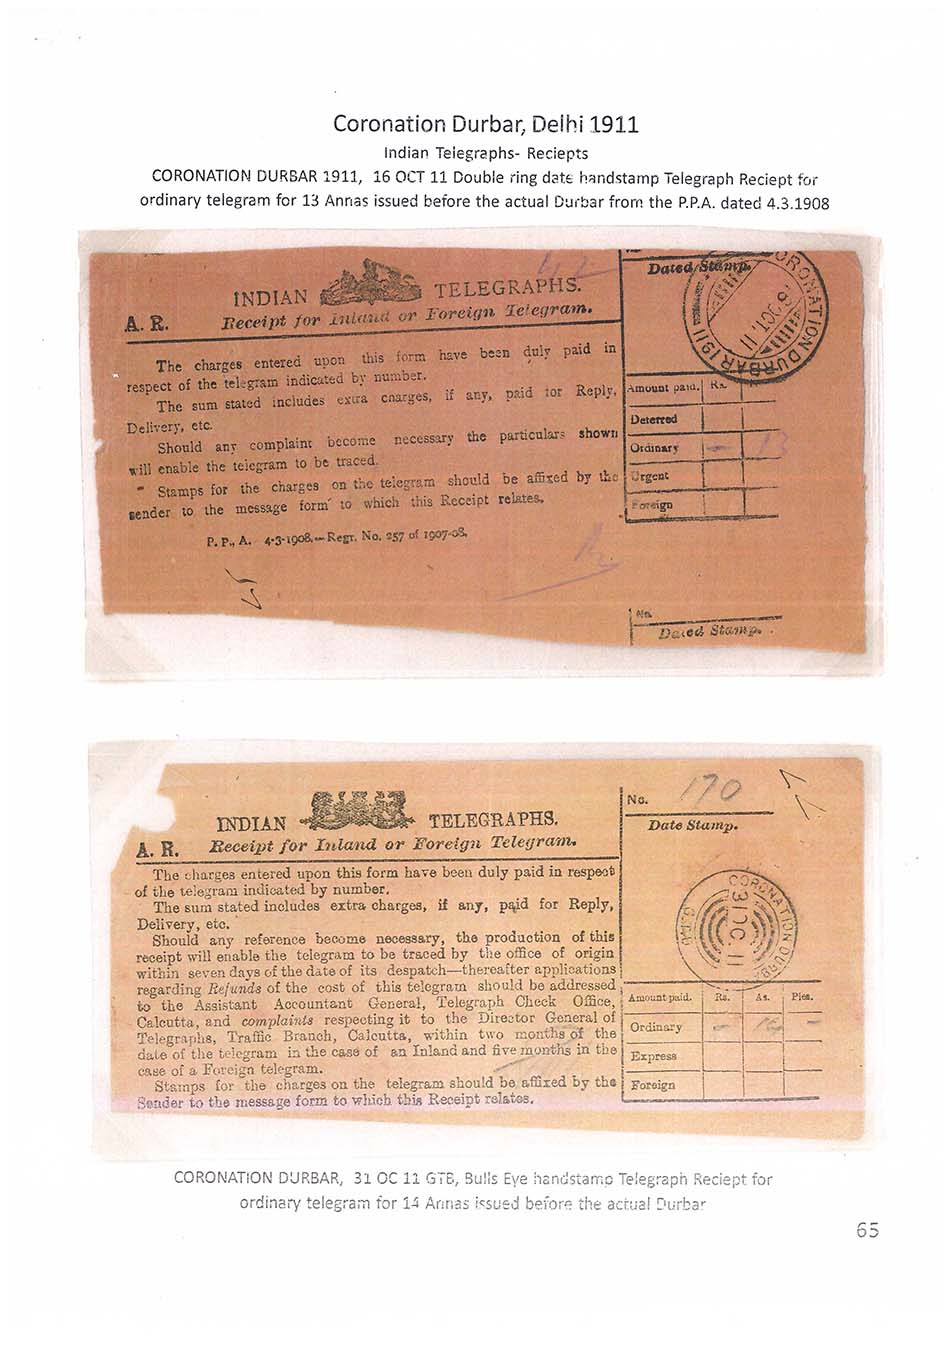 Coronation Durbar, Delhi 1911
Indian Telegraphs- Reciepts
CORONATION DURBAR 1911, 16 OCT 11 Double ring date handstamp Telegraph Reciept for
ordinary telegram for 13 Annas issued before the actual Durbar from the P.P.A. dated 4.3.1908
INDIAN TELEGRAPHS.
A. R. Receipt for Inland or Foreign Telegram.
The charges entered upon this form have been duly paid in
respect of the telegram indicated by number.
The sum stated includes extra charges, if any, paid for Reply,
Delivery, etc.
Should any complaint become necessary the particulars shown
will enable the telegram to be traced.
Stamps for the charges on the telegram should be affixed by the
sender to the message form to which this Receipt relates.
P. P., A. 4-3-1908.—Regr. No. 257 of 1907-08.
Dated Stamp.
CORONATION DURBAR 1911
16 OCT. 11
Amount paid. Rs.
Deferred
Ordinary - 13
Urgent
Foreign
No.
Dated Stamp.
INDIAN TELEGRAPHS.
A. R. Receipt for Inland or Foreign Telegram.
The charges entered upon this form have been duly paid in respect
of the telegram indicated by number.
The sum stated includes extra charges, if any, paid for Reply,
Delivery, etc.
Should any reference become necessary, the production of this
receipt will enable the telegram to be traced by the office of origin
within seven days of the date of its despatch—thereafter applications
regarding Refunds of the cost of this telegram should be addressed
to the Assistant Accountant General, Telegraph Check Office,
Calcutta, and complaints respecting it to the Director General of
Telegraphs, Traffic Branch, Calcutta, within two months of the
date of the telegram in the case of an Inland and five months in the
case of a Foreign telegram.
Stamps for the charges on the telegram should be affixed by the
Sender to the message form to which this Receipt relates.
No. 170
Date Stamp.
CORONATION DURBAR
31 OC. 11
Amount paid. Rs. As. Pies.
Ordinary - 14 -
Express
Foreign
CORONATION DURBAR, 31 OC 11 GTB, Bulls Eye handstamp Telegraph Reciept for
ordinary telegram for 14 Annas issued before the actual Durbar
65